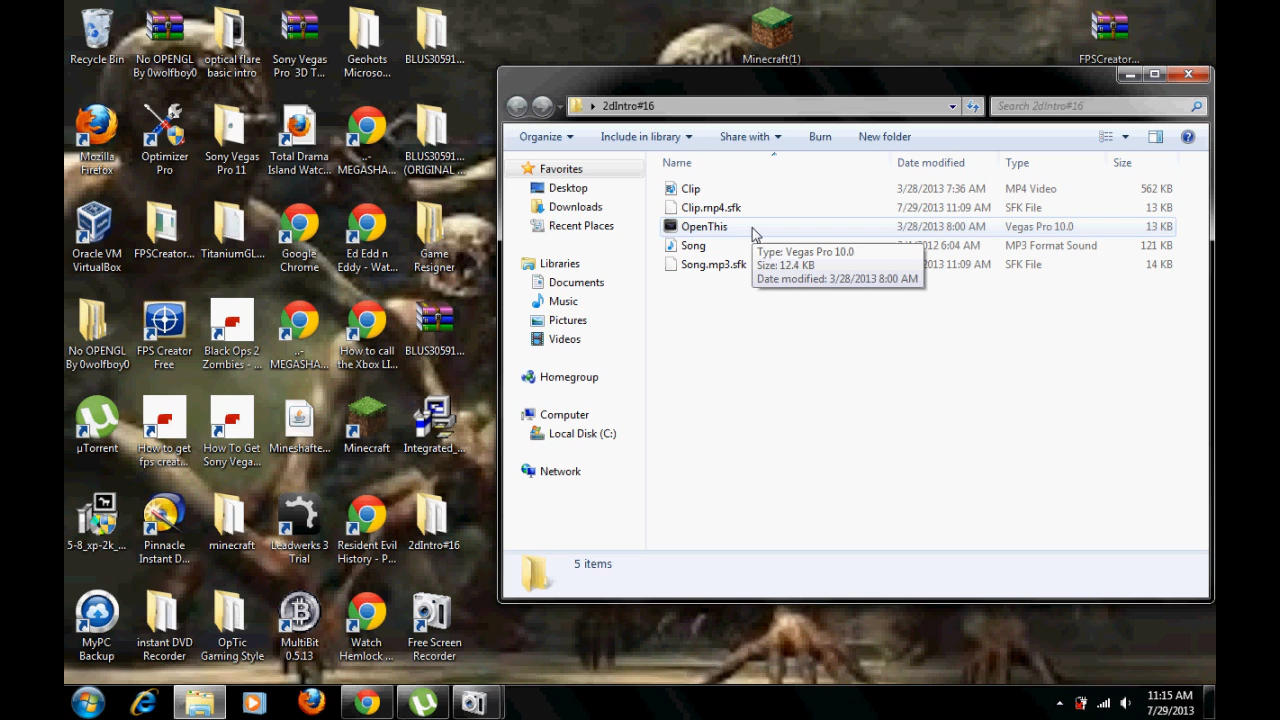 Recycle Bin
No OPENGL
By 0wolfboy0
optical flare
basic intro
Sony Vegas
Pro 3D T...
Geohots
Microso...
BLUS30591...
Minecraft(1)
FPSCreator...
Mozilla
Firefox
Optimizer
Pro
Sony Vegas
Pro 11
Total Drama
Island Watc...
..-
MEGASHA...
BLUS30591...
(ORIGINAL ...
Oracle VM
VirtualBox
FPSCreator...
TitaniumGL...
Google
Chrome
Ed Edd n
Eddy - Wat...
Game
Resigner
No OPENGL
By 0wolfboy0
FPS Creator
Free
Black Ops 2
Zombies - ...
..-
MEGASHA...
How to call
the Xbox LI...
BLUS30591...
µTorrent
How to get
fps creat...
How To Get
Sony Vega...
Mineshafte...
Minecraft
Integrated_...
5-8_xp-2k_...
Pinnacle
Instant D...
minecraft
Leadwerks 3
Trial
Resident Evil
History - P...
2dIntro#16
MyPC
Backup
instant DVD
Recorder
OpTic
Gaming Style
MultiBit
0.5.13
Watch
Hemlock ...
Free Screen
Recorder
2dIntro#16
Search 2dIntro#16
Organize
Include in library
Share with
Burn
New folder
Favorites
Desktop
Downloads
Recent Places
Libraries
Documents
Music
Pictures
Videos
Homegroup
Computer
Local Disk (C:)
Network
Name Date modified Type Size
Clip 3/28/2013 7:36 AM MP4 Video 562 KB
Clip.mp4.sfk 7/29/2013 11:09 AM SFK File 13 KB
OpenThis 3/28/2013 8:00 AM Vegas Pro 10.0 13 KB
Song 2012 6:04 AM MP3 Format Sound 121 KB
Song.mp3.sfk 2013 11:09 AM SFK File 14 KB
Type: Vegas Pro 10.0
Size: 12.4 KB
Date modified: 3/28/2013 8:00 AM
5 items
11:15 AM
7/29/2013